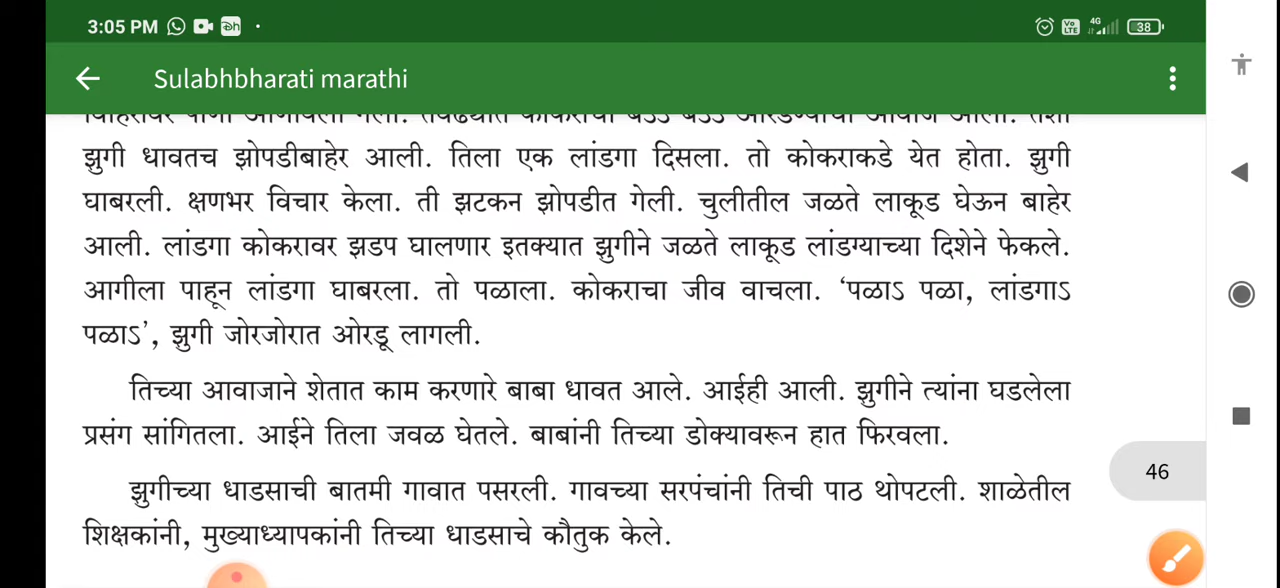 3:05 PM
4G
38
Sulabhbharati marathi
झुगी धावतच झोपडीबाहेर आली. तिला एक लांडगा दिसला. तो कोकराकडे येत होता. झुगी
घाबरली. क्षणभर विचार केला. ती झटकन झोपडीत गेली. चुलीतील जळते लाकूड घेऊन बाहेर
आली. लांडगा कोकरावर झडप घालणार इतक्यात झुगीने जळते लाकूड लांडग्याच्या दिशेने फेकले.
आगीला पाहून लांडगा घाबरला. तो पळाला. कोकराचा जीव वाचला. ‘पळाऽ पळा, लांडगाऽ
पळाऽ’, झुगी जोरजोरात ओरडू लागली.
तिच्या आवाजाने शेतात काम करणारे बाबा धावत आले. आईही आली. झुगीने त्यांना घडलेला
प्रसंग सांगितला. आईने तिला जवळ घेतले. बाबांनी तिच्या डोक्यावरून हात फिरवला.
46
झुगीच्या धाडसाची बातमी गावात पसरली. गावच्या सरपंचांनी तिची पाठ थोपटली. शाळेतील
शिक्षकांनी, मुख्याध्यापकांनी तिच्या धाडसाचे कौतुक केले.